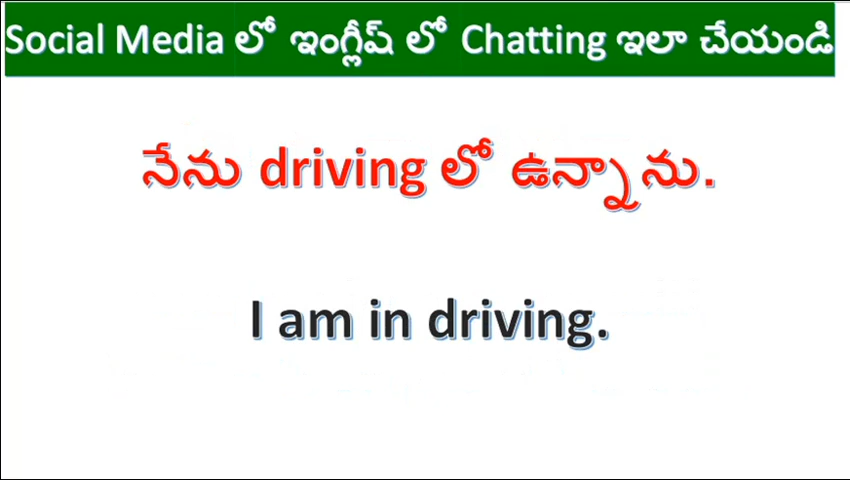 Social Media లో ఇంగ్లీష్ లో Chatting ఇలా చేయండి
నేను driving లో ఉన్నాను.
I am in driving.